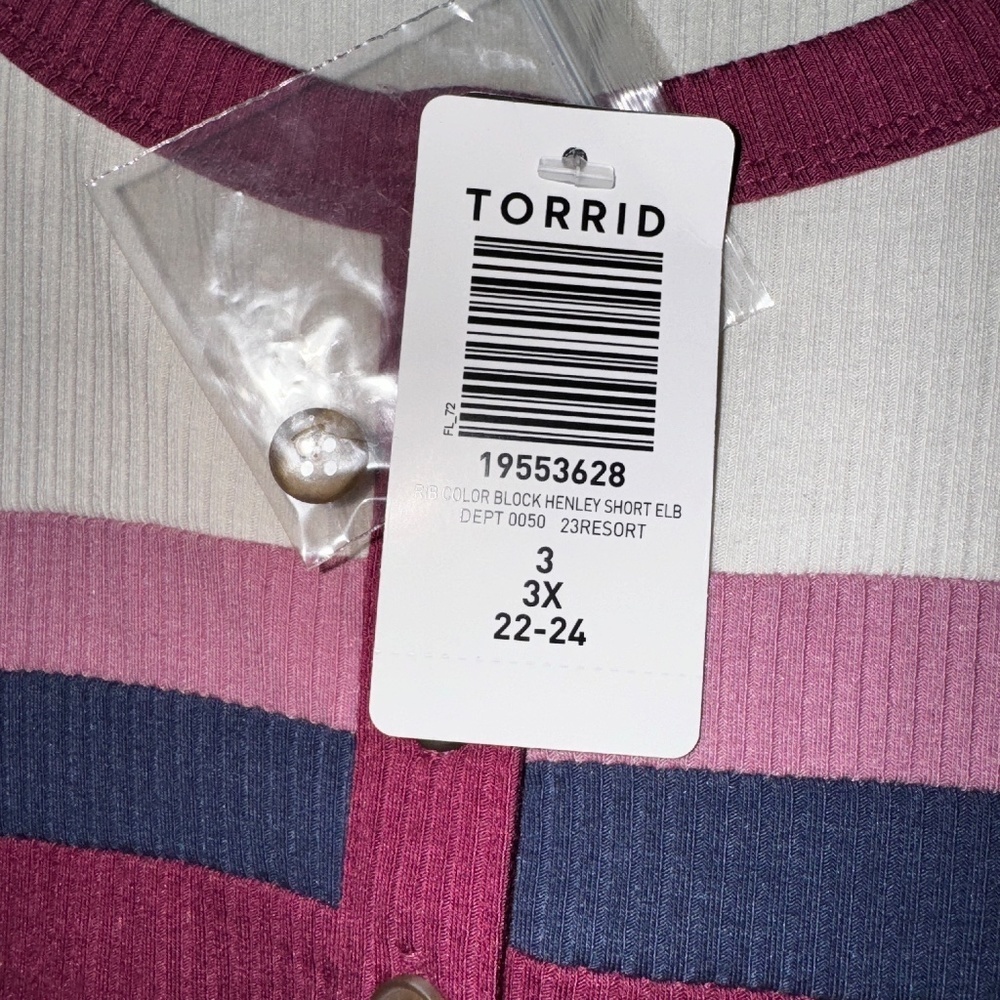 TORRID
FL_72
19553628
RIB COLOR BLOCK HENLEY SHORT ELB
DEPT 0050 23RESORT
3
3X
22-24